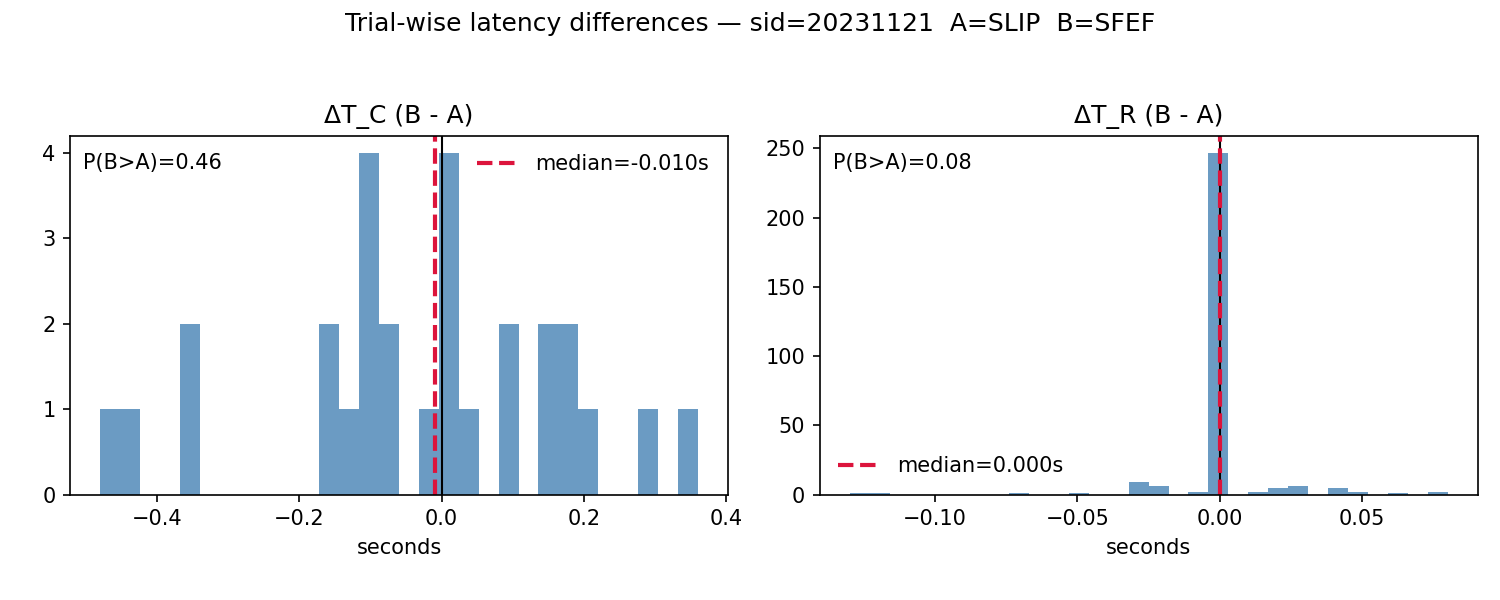 Trial-wise latency differences — sid=20231121  A=SLIP  B=SFEF
ΔT_C (B - A)
P(B>A)=0.46
median=-0.010s
4
3
2
1
0
−0.4
−0.2
0.0
0.2
0.4
seconds
ΔT_R (B - A)
P(B>A)=0.08
median=0.000s
250
200
150
100
50
0
−0.10
−0.05
0.00
0.05
seconds